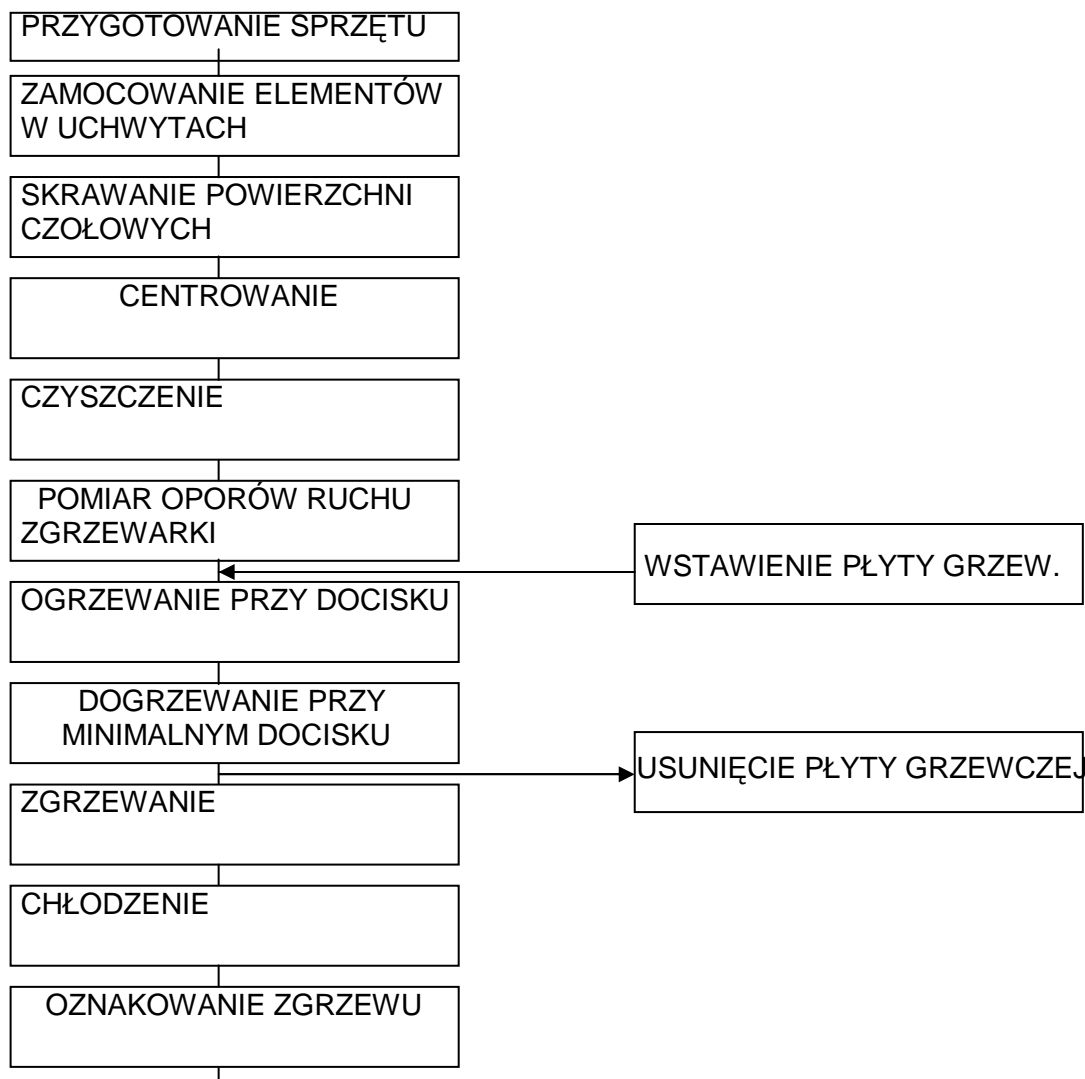 PRZYGOTOWANIE SPRZĘTU
ZAMOCOWANIE ELEMENTÓW
W UCHWYTACH
SKRAWANIE POWIERZCHNI
CZOŁOWYCH
CENTROWANIE
CZYSZCZENIE
POMIAR OPORÓW RUCHU
ZGRZEWARKI
WSTAWIENIE PŁYTY GRZEW.
OGRZEWANIE PRZY DOCISKU
DOGRZEWANIE PRZY
MINIMALNYM DOCISKU
USUNIĘCIE PŁYTY GRZEWCZEJ
ZGRZEWANIE
CHŁODZENIE
OZNAKOWANIE ZGRZEWU